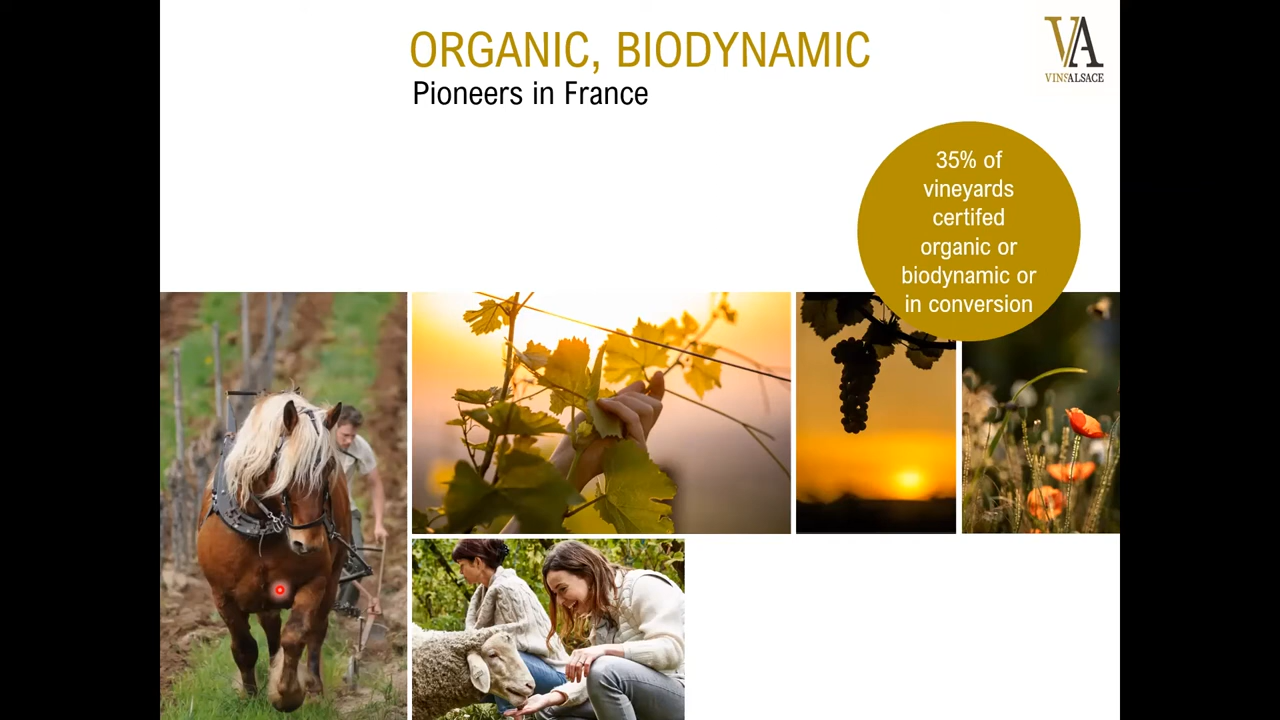 ORGANIC, BIODYNAMIC
Pioneers in France
VA
VINSALSACE
35% of
vineyards
certifed
organic or
biodynamic or
in conversion